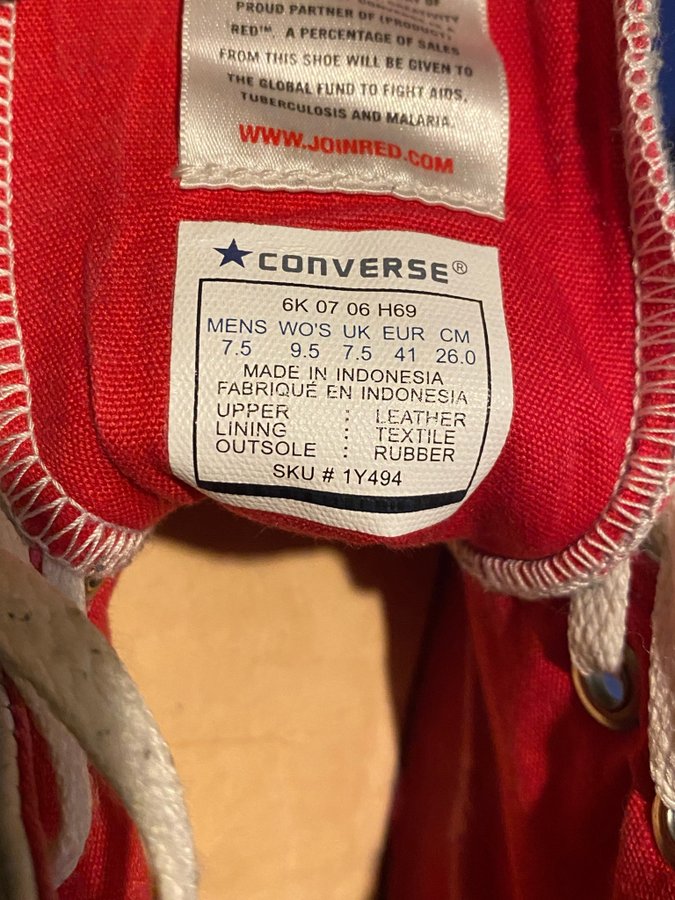 OF
CREATIVITY
PROUD PARTNER OF (PRODUCT)
RED™. A PERCENTAGE OF SALES
FROM THIS SHOE WILL BE GIVEN TO
THE GLOBAL FUND TO FIGHT AIDS,
TUBERCULOSIS AND MALARIA.
WWW.JOINRED.COM
CONVERSE®
6K 07 06 H69
MENS WO'S UK EUR CM
7.5 9.5 7.5 41 26.0
MADE IN INDONESIA
FABRIQUÉ EN INDONESIA
UPPER : LEATHER
LINING : TEXTILE
OUTSOLE : RUBBER
SKU # 1Y494